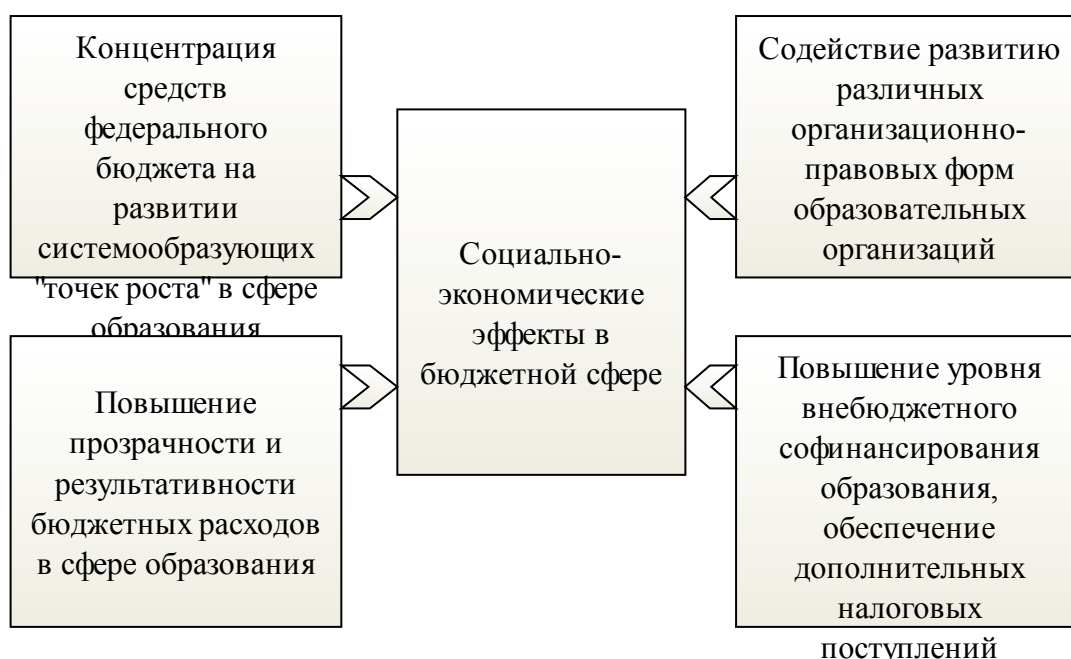 Концентрация
средств
федерального
бюджета на
развитии
системообразующих
"точек роста" в сфере
образования
Содействие развитию
различных
организационно-
правовых форм
образовательных
организаций
Социально-
экономические
эффекты в
бюджетной сфере
Повышение
прозрачности и
результативности
бюджетных расходов
в сфере образования
Повышение уровня
внебюджетного
софинансирования
образования,
обеспечение
дополнительных
налоговых
поступлений